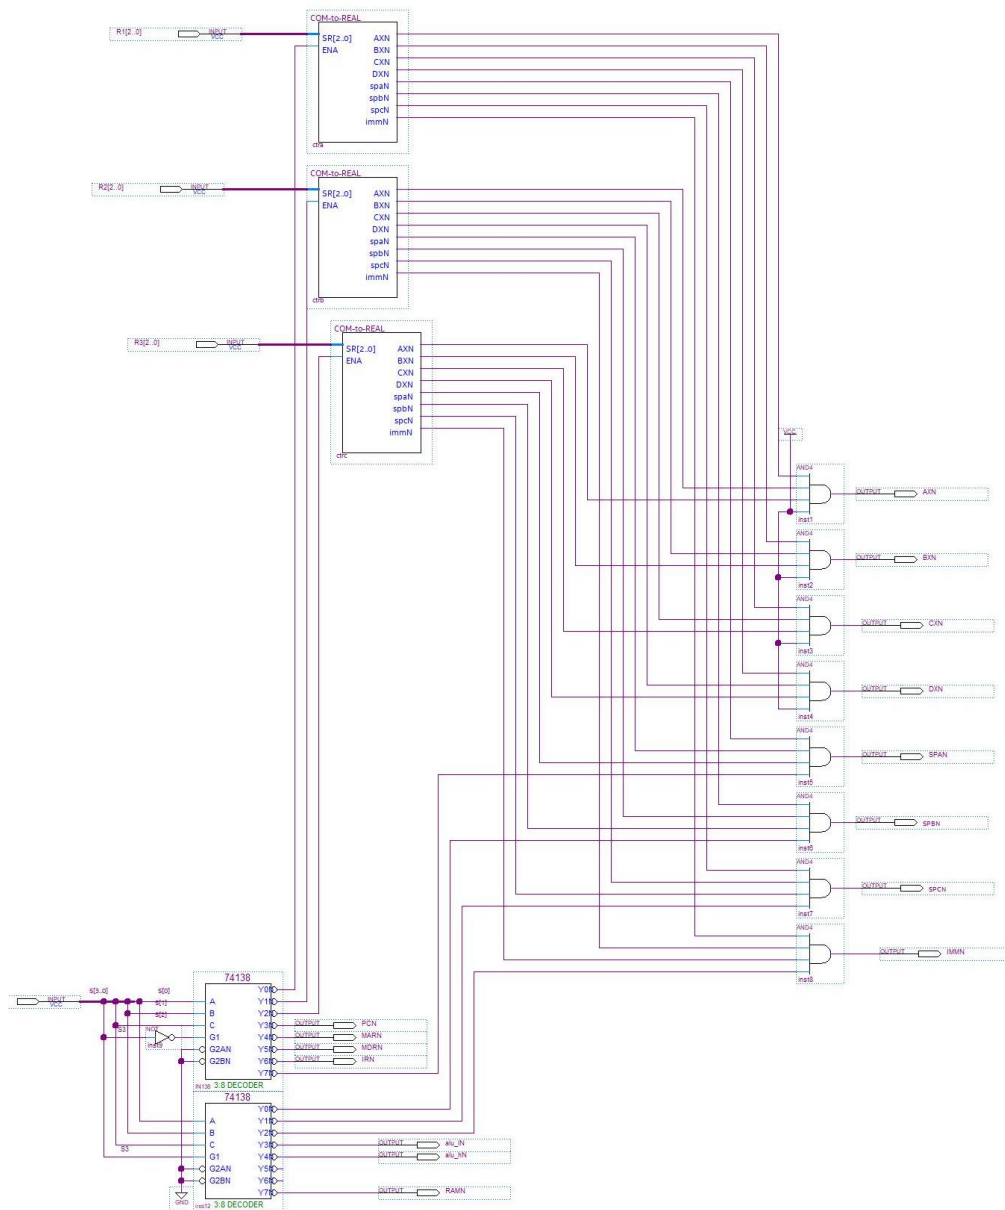 COM-to-REAL
R1[2..0] INPUT VCC
SR[2..0] AXN
ENA BXN
CXN
DXN
spaN
spbN
spcN
immN
ctra
COM-to-REAL
R2[2..0] INPUT VCC
SR[2..0] AXN
ENA BXN
CXN
DXN
spaN
spbN
spcN
immN
ctrb
COM-to-REAL
R3[2..0] INPUT VCC
SR[2..0] AXN
ENA BXN
CXN
DXN
spaN
spbN
spcN
immN
ctrc
VCC
AND4
OUTPUT AXN
inst1
AND4
OUTPUT BXN
inst2
AND4
OUTPUT CXN
inst3
AND4
OUTPUT DXN
inst4
AND4
OUTPUT SPAN
inst5
AND4
OUTPUT SPBN
inst6
AND4
OUTPUT SPCN
inst7
AND4
OUTPUT IMMN
inst8
74138
s[3..0] s[0]
INPUT VCC
A Y0N
Y1N
s[1]
B Y2N
s[2]
C Y3N OUTPUT PCN
S3 NOT
G1 Y4N OUTPUT MARN
inst9
G2AN Y5N OUTPUT MDRN
G2BN Y6N OUTPUT IRN
Y7N
3:8 DECODER
74138
Y0N
A Y1N
B Y2N
C Y3N OUTPUT alu_lN
S3
G1 Y4N OUTPUT alu_hN
G2AN Y5N
G2BN Y6N
Y7N OUTPUT RAMN
GND
inst12 3:8 DECODER